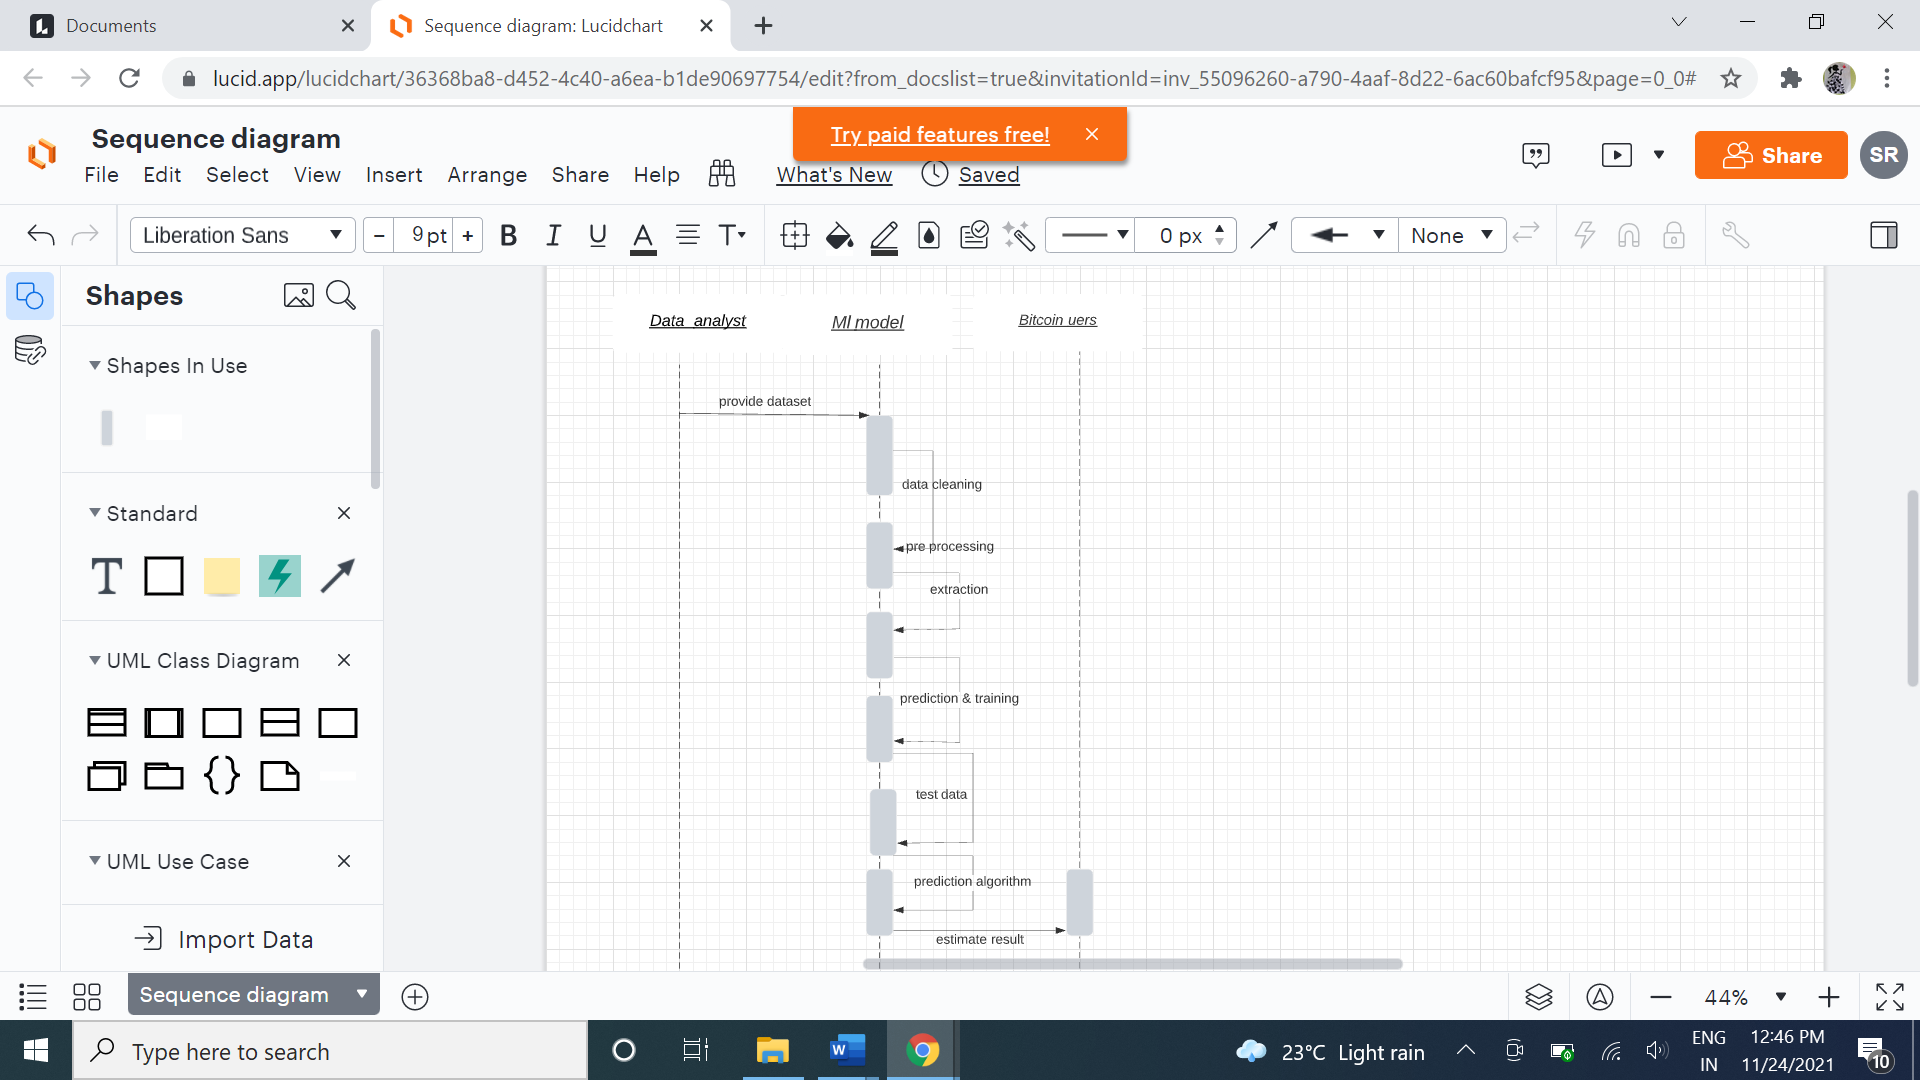 Documents
Sequence diagram: Lucidchart
lucid.app/lucidchart/36368ba8-d452-4c40-a6ea-b1de90697754/edit?from_docslist=true&invitationId=inv_55096260-a790-4aaf-8d22-6ac60bafcf95&page=0_0#
Sequence diagram
Try paid features free!
File Edit Select View Insert Arrange Share Help What's New Saved
Share
SR
Liberation Sans
- 9 pt +
B I U A T
0 px
None
Shapes
Shapes In Use
Standard
T
UML Class Diagram
UML Use Case
Import Data
Data analyst
Ml model
Bitcoin uers
provide dataset
data cleaning
pre processing
extraction
prediction & training
test data
prediction algorithm
estimate result
Sequence diagram
44%
Type here to search
W
23°C Light rain
ENG
IN
12:46 PM
11/24/2021
10